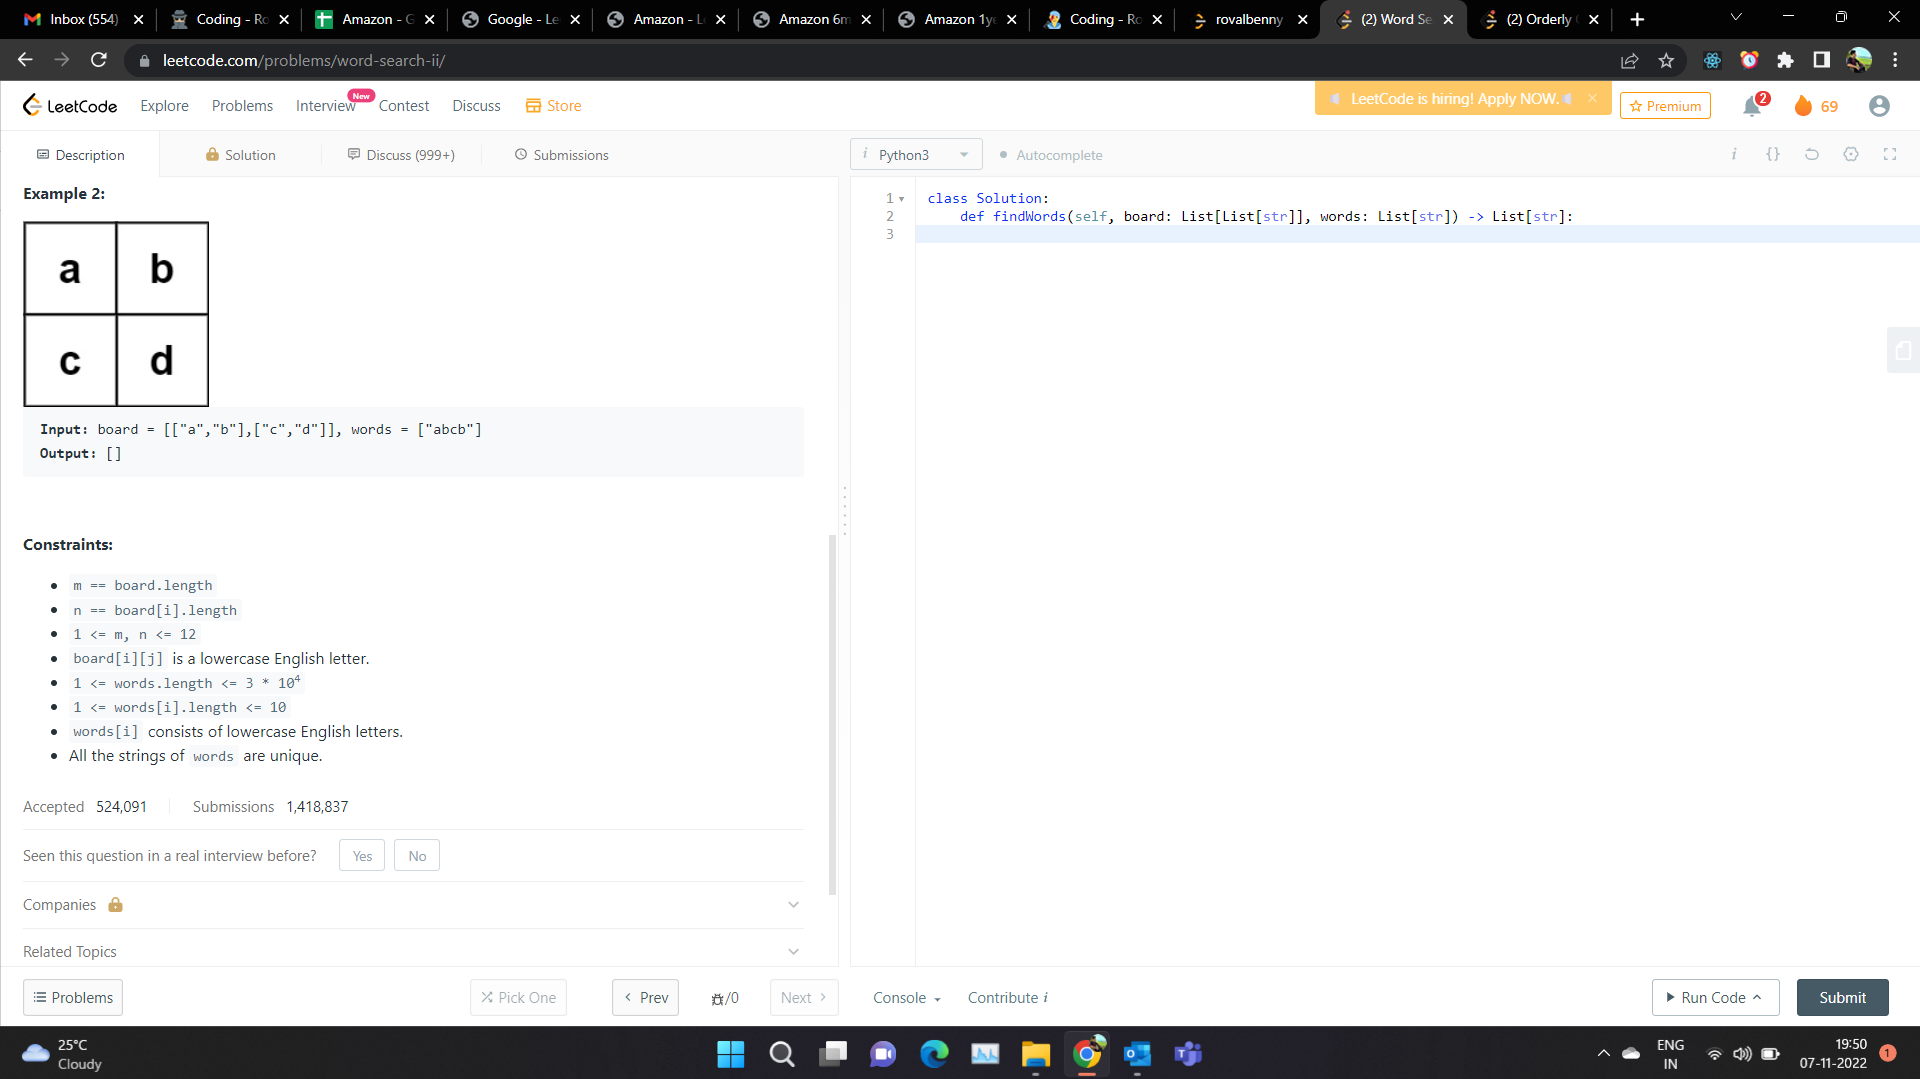 Inbox (554)
Coding - Ro
Amazon - G
Google - Le
Amazon - L
Amazon 6m
Amazon 1ye
Coding - Ro
rovalbenny
(2) Word Se
(2) Orderly
leetcode.com/problems/word-search-ii/
LeetCode
Explore
Problems
Interview
New
Contest
Discuss
Store
LeetCode is hiring! Apply NOW.
Premium
2
69
Description
Solution
Discuss (999+)
Submissions
i Python3
Autocomplete
i {}
Example 2:
a b
c d
Input: board = [["a","b"],["c","d"]], words = ["abcb"]
Output: []
Constraints:
m == board.length
n == board[i].length
1 <= m, n <= 12
board[i][j] is a lowercase English letter.
1 <= words.length <= 3 * 10⁴
1 <= words[i].length <= 10
words[i] consists of lowercase English letters.
All the strings of words are unique.
Accepted 524,091 Submissions 1,418,837
Seen this question in a real interview before? Yes No
Companies
Related Topics
1 class Solution:
2 def findWords(self, board: List[List[str]], words: List[str]) -> List[str]:
3
Problems
Pick One
Prev
/0
Next
Console
Contribute i
Run Code
Submit
25°C
Cloudy
ENG
IN
19:50
07-11-2022
1